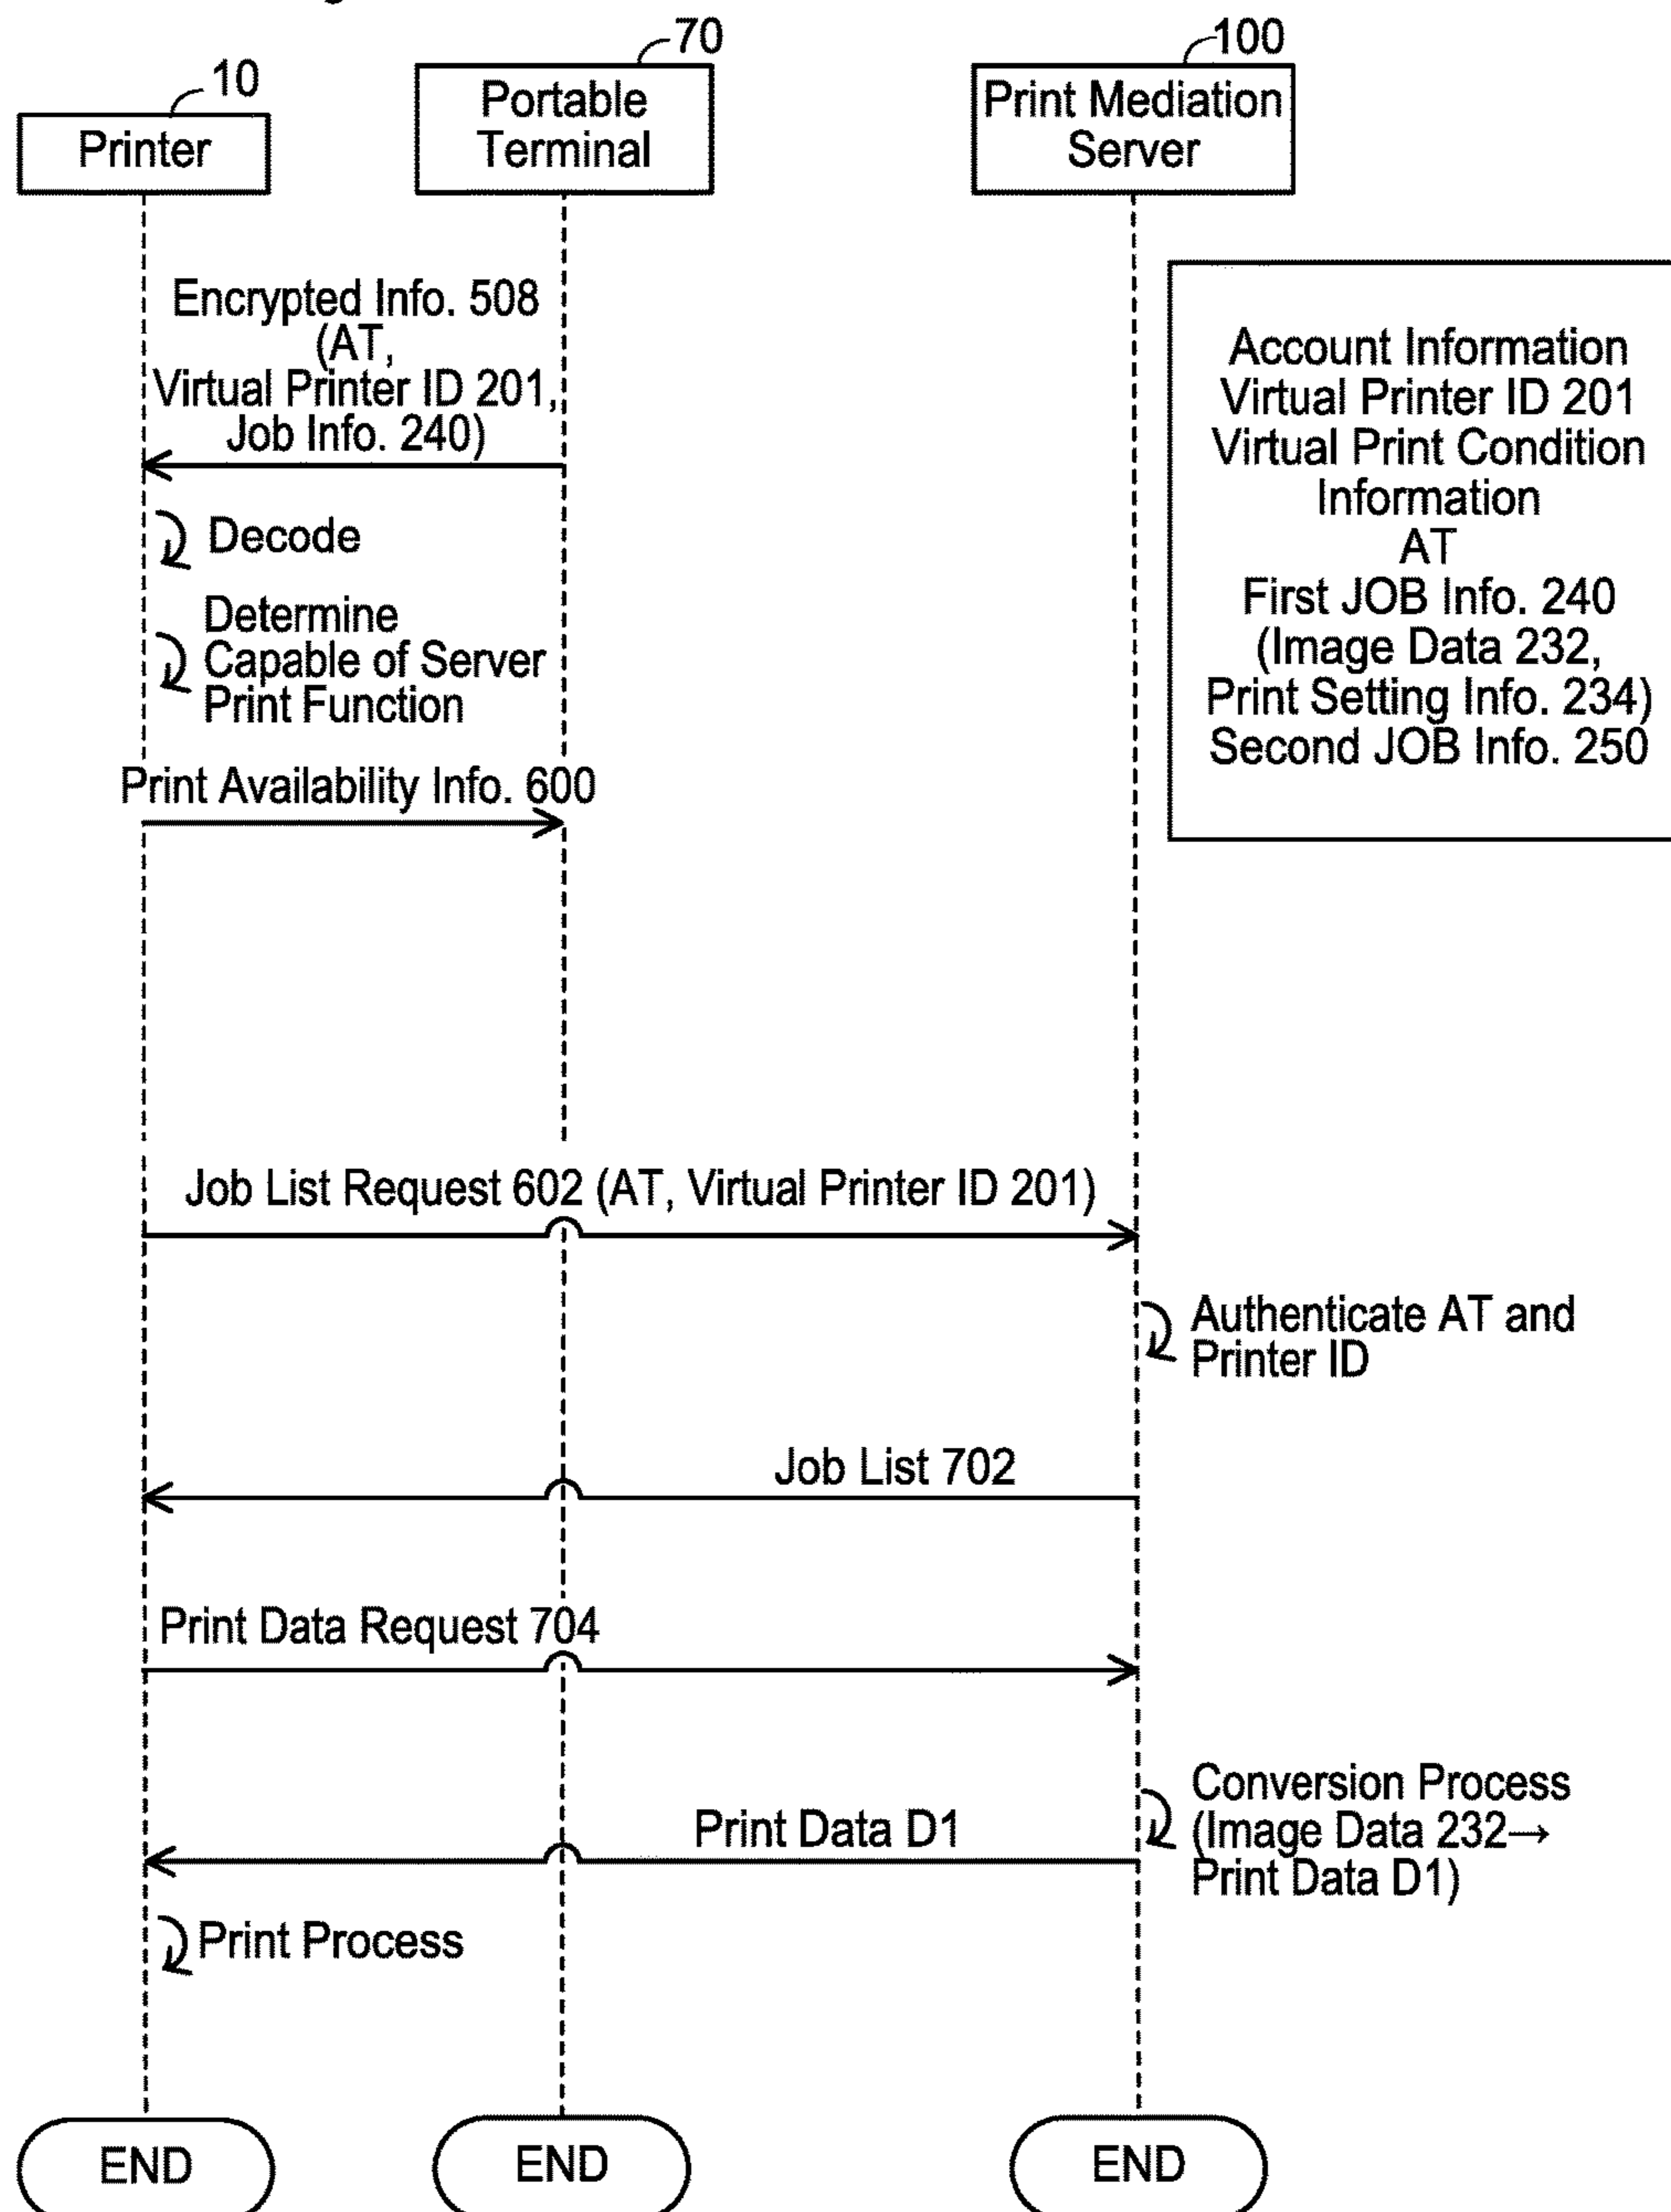 10
70
100
Printer
Portable
Terminal
Print Mediation
Server
Encrypted Info. 508
(AT,
Virtual Printer ID 201,
Job Info. 240)
Account Information
Virtual Printer ID 201
Virtual Print Condition
Information
AT
First JOB Info. 240
(Image Data 232,
Print Setting Info. 234)
Second JOB Info. 250
Decode
Determine
Capable of Server
Print Function
Print Availability Info. 600
Job List Request 602 (AT, Virtual Printer ID 201)
Authenticate AT and
Printer ID
Job List 702
Print Data Request 704
Conversion Process
(Image Data 232→
Print Data D1)
Print Data D1
Print Process
END
END
END